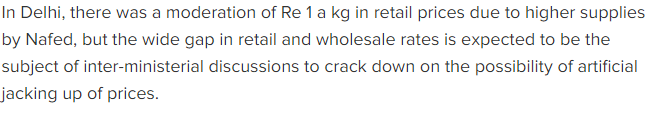 In Delhi, there was a moderation of Re 1 a kg in retail prices due to higher supplies
by Nafed, but the wide gap in retail and wholesale rates is expected to be the
subject of inter-ministerial discussions to crack down on the possibility of artificial
jacking up of prices.